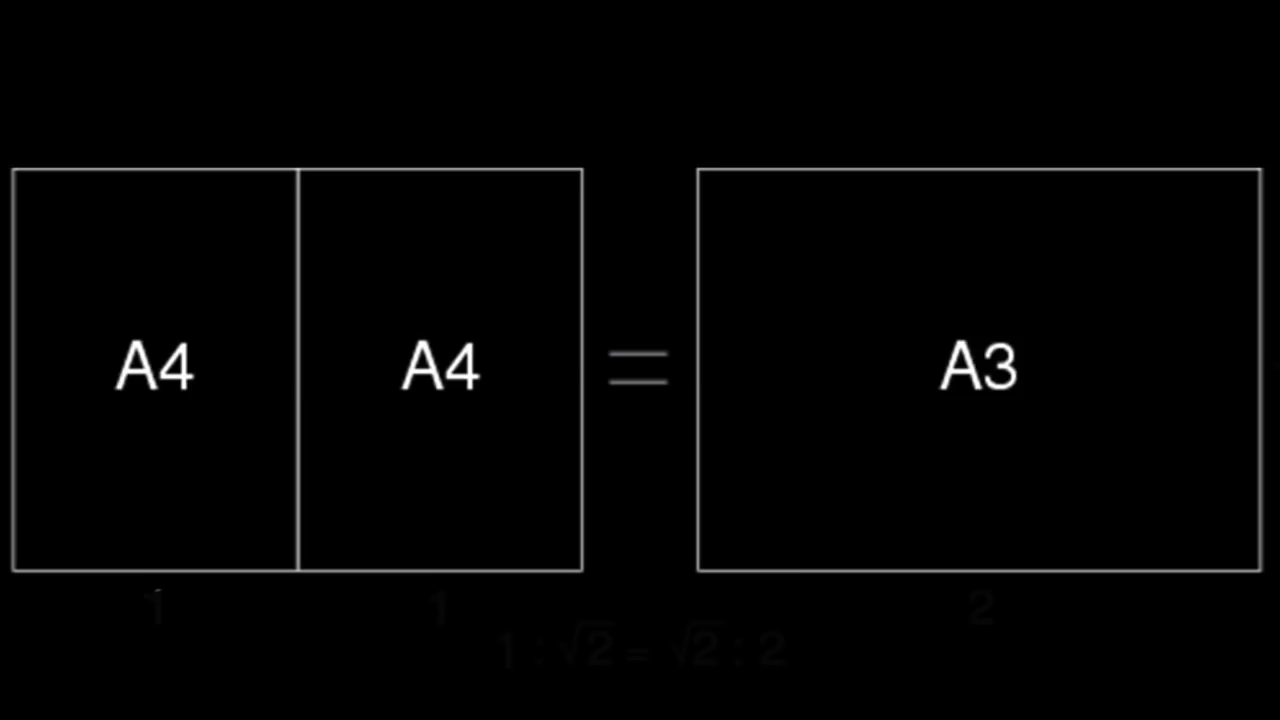 A4 A4 = A3
1 1 2
1 : √2 = √2 : 2